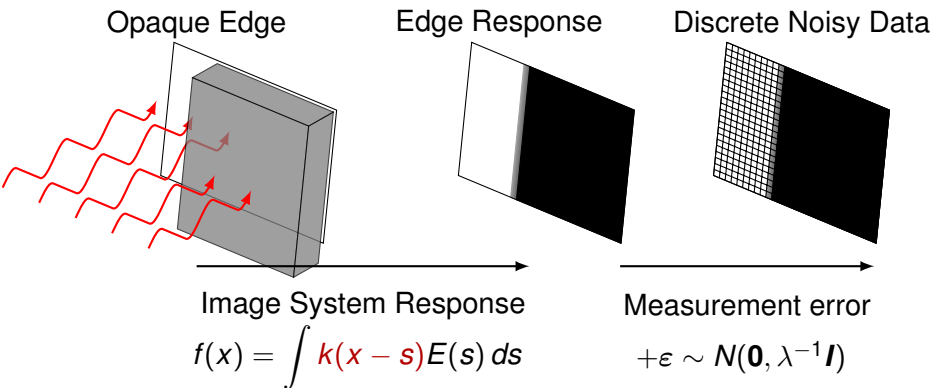 Opaque Edge
Edge Response
Discrete Noisy Data
Image System Response
Measurement error
f(x) = ∫ k(x − s)E(s) ds
+ε ∼ N(0, λ⁻¹I)